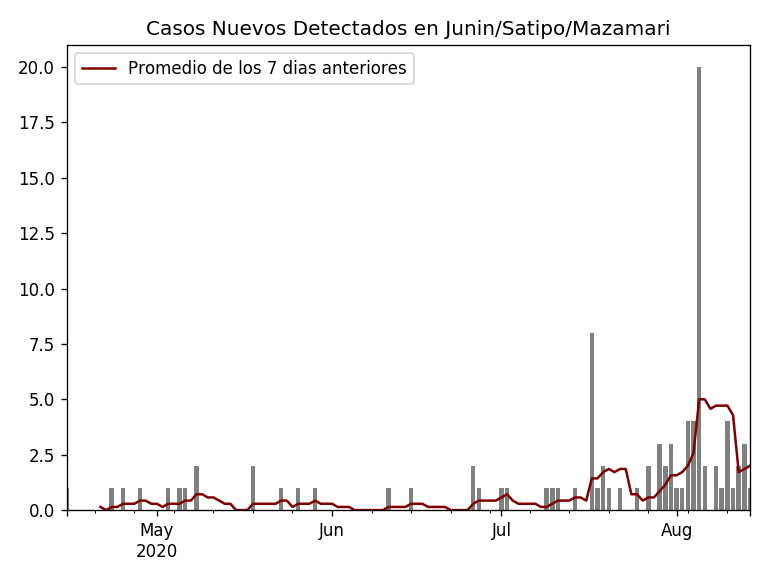 Casos Nuevos Detectados en Junin/Satipo/Mazamari
Promedio de los 7 dias anteriores
20.0
17.5
15.0
12.5
10.0
7.5
5.0
2.5
0.0
May
2020
Jun
Jul
Aug